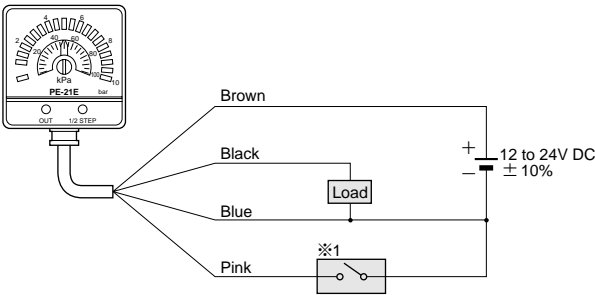 4
6
2
8
40
60
20
80
100
10
kPa
PE-21E
bar
OUT
1/2 STEP
Brown
Black
Load
Blue
Pink
※1
+
12 to 24V DC
−
± 10%